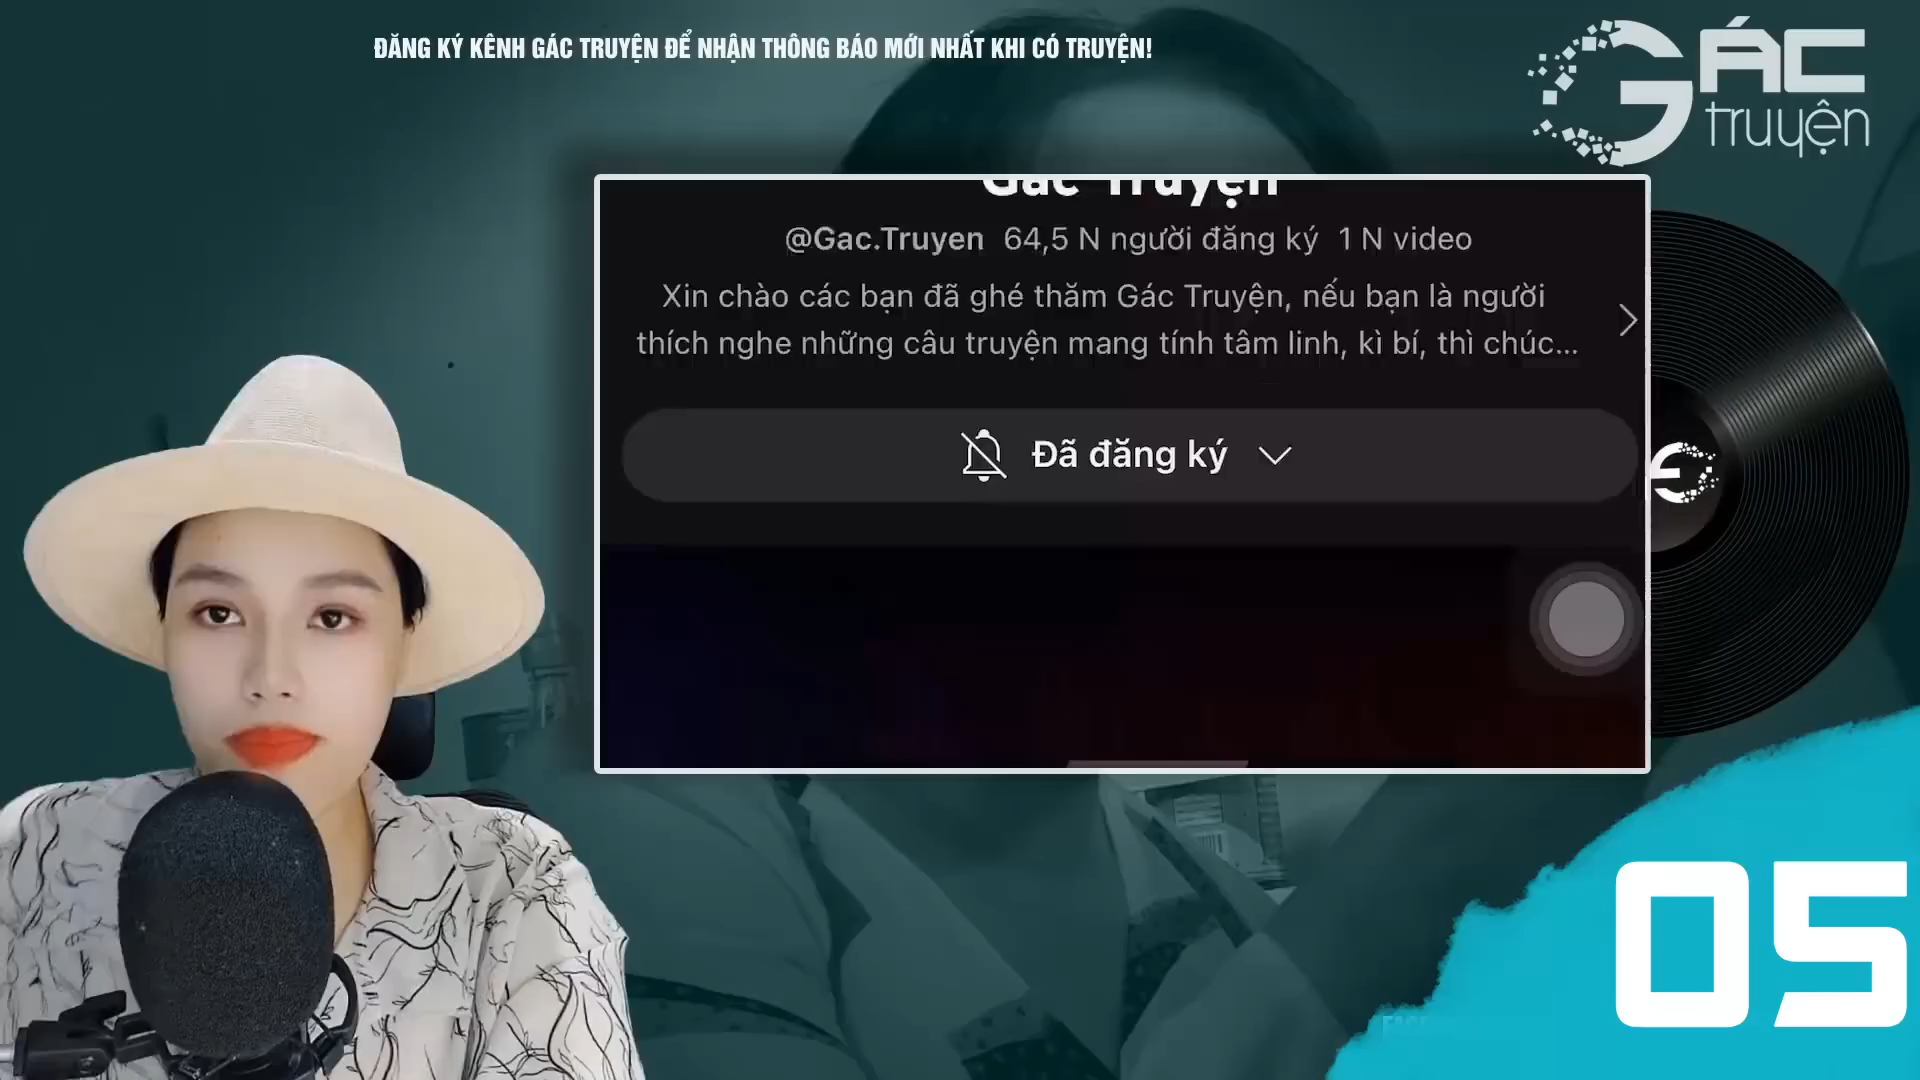 ĐĂNG KÝ KÊNH GÁC TRUYỆN ĐỂ NHẬN THÔNG BÁO MỚI NHẤT KHI CÓ TRUYỆN!
GÁC
truyện
Gác Truyện
@Gac.Truyen 64,5 N người đăng ký 1 N video
Xin chào các bạn đã ghé thăm Gác Truyện, nếu bạn là người
thích nghe những câu truyện mang tính tâm linh, kì bí, thì chúc...
Đã đăng ký
05